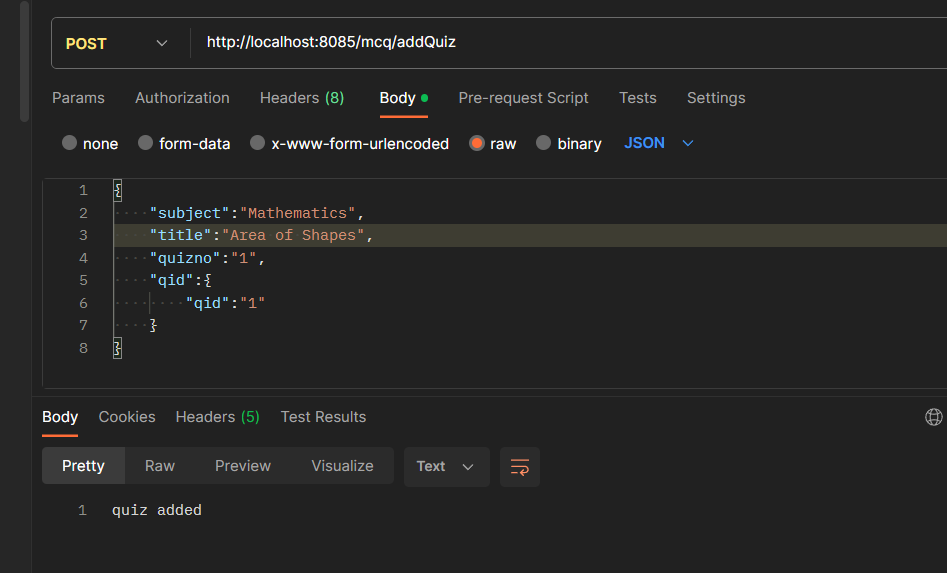 POST http://localhost:8085/mcq/addQuiz
Params Authorization Headers (8) Body Pre-request Script Tests Settings
none form-data x-www-form-urlencoded raw binary JSON
1 {
2 "subject":"Mathematics",
3 "title":"Area of Shapes",
4 "quizno":"1",
5 "qid":{
6 "qid":"1"
7 }
8 }
Body Cookies Headers (5) Test Results
Pretty Raw Preview Visualize Text
1 quiz added